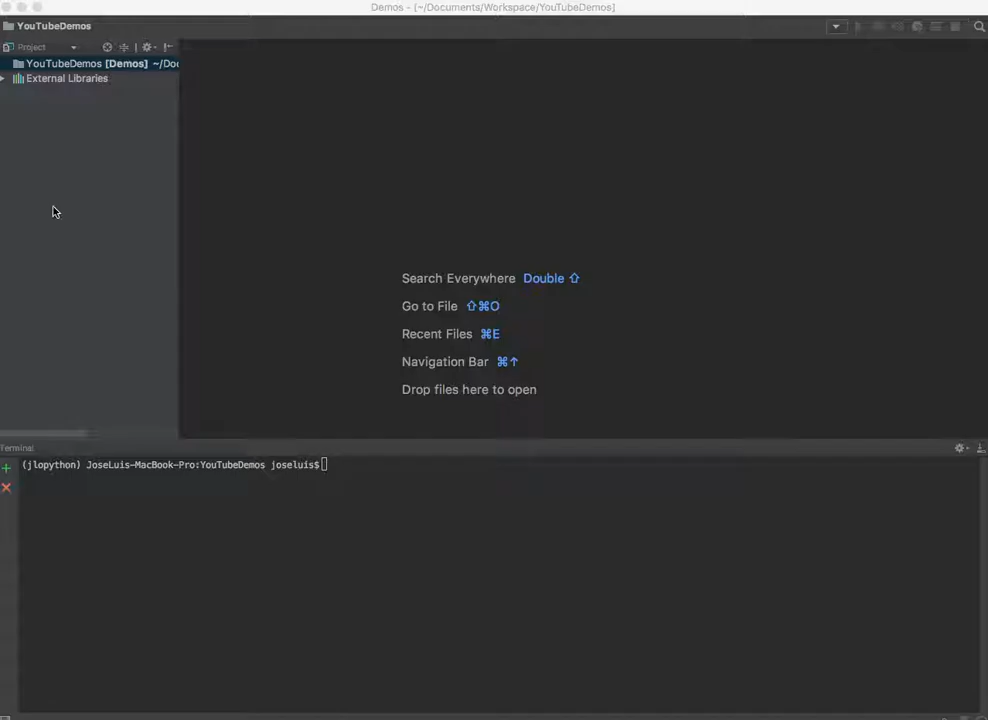 Demos - [~/Documents/Workspace/YouTubeDemos]
YouTubeDemos
Project
YouTubeDemos [Demos] ~/Doc
External Libraries
Search Everywhere Double ⇧
Go to File ⇧⌘O
Recent Files ⌘E
Navigation Bar ⌘↑
Drop files here to open
Terminal
(jlopython) JoseLuis-MacBook-Pro:YouTubeDemos joseluis$